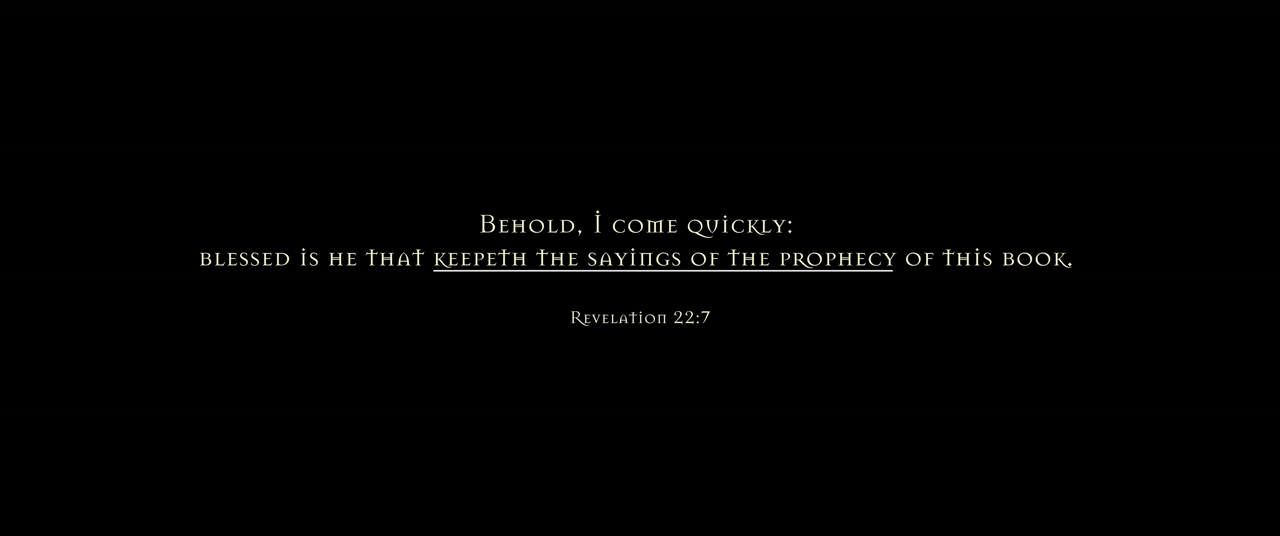 Behold, I come quickly:
blessed is he that keepeth the sayings of the prophecy of this book.
Revelation 22:7